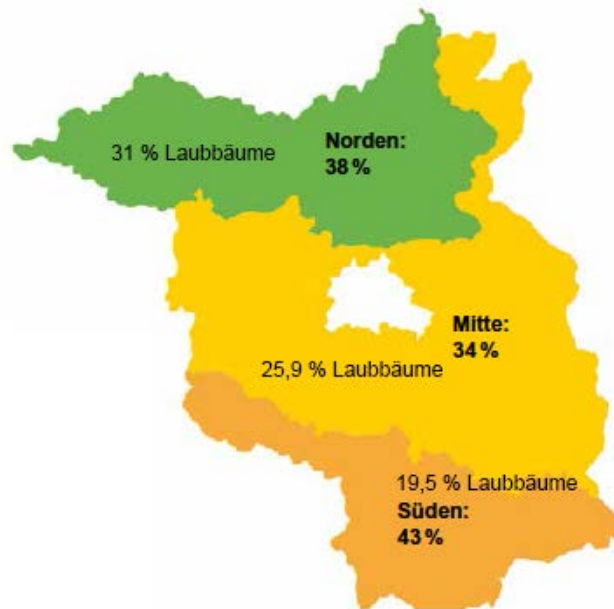 31 % Laubbäume
Norden:
38 %
Mitte:
34 %
25,9 % Laubbäume
19,5 % Laubbäume
Süden:
43 %